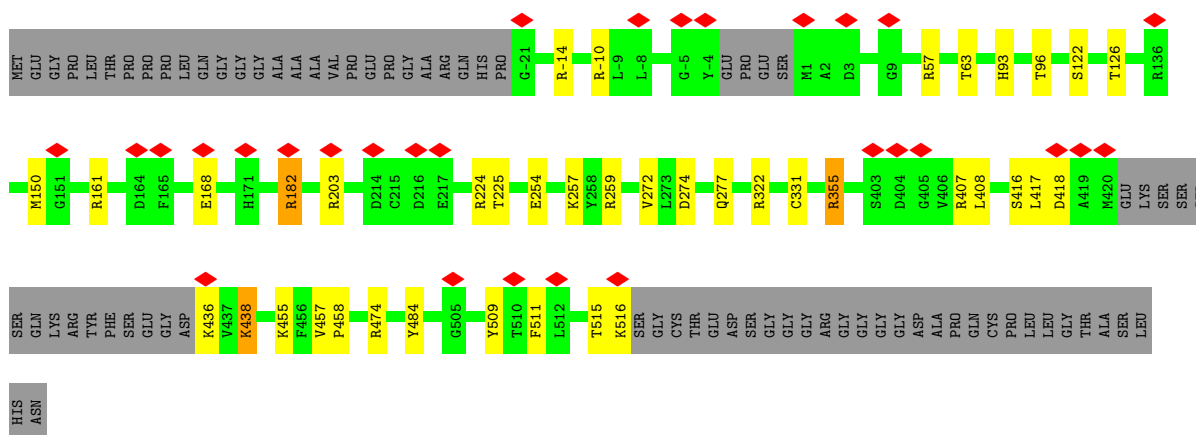 MET GLU GLY PRO LEU THR PRO PRO PRO LEU GLN GLY GLY GLY ALA ALA ALA VAL PRO GLU PRO GLY ALA ARG GLN HIS PRO G-21 R-14 R-10 L-9 L-8 G-5 Y-4 GLU PRO GLU SER M1 A2 D3 G9 R57 T63 H93 T96 S122 T126 R136
M150 G151 R161 D164 F165 E168 H171 R182 R203 D214 C215 D216 E217 R224 T225 E254 K257 Y258 R259 V272 L273 D274 Q277 R322 C331 R355 S403 D404 G405 V406 R407 L408 S416 L417 D418 A419 M420 GLU LYS SER SER
SER GLN LYS ARG TYR PHE SER GLU GLY ASP K436 V437 K438 K455 F456 V457 P458 R474 Y484 G505 Y509 T510 F511 L512 T515 K516 SER GLY CYS THR GLU ASP SER GLY GLY GLY ARG GLY GLY GLY GLY ASP ALA PRO GLN CYS PRO LEU LEU GLY THR ALA SER LEU
HIS ASN